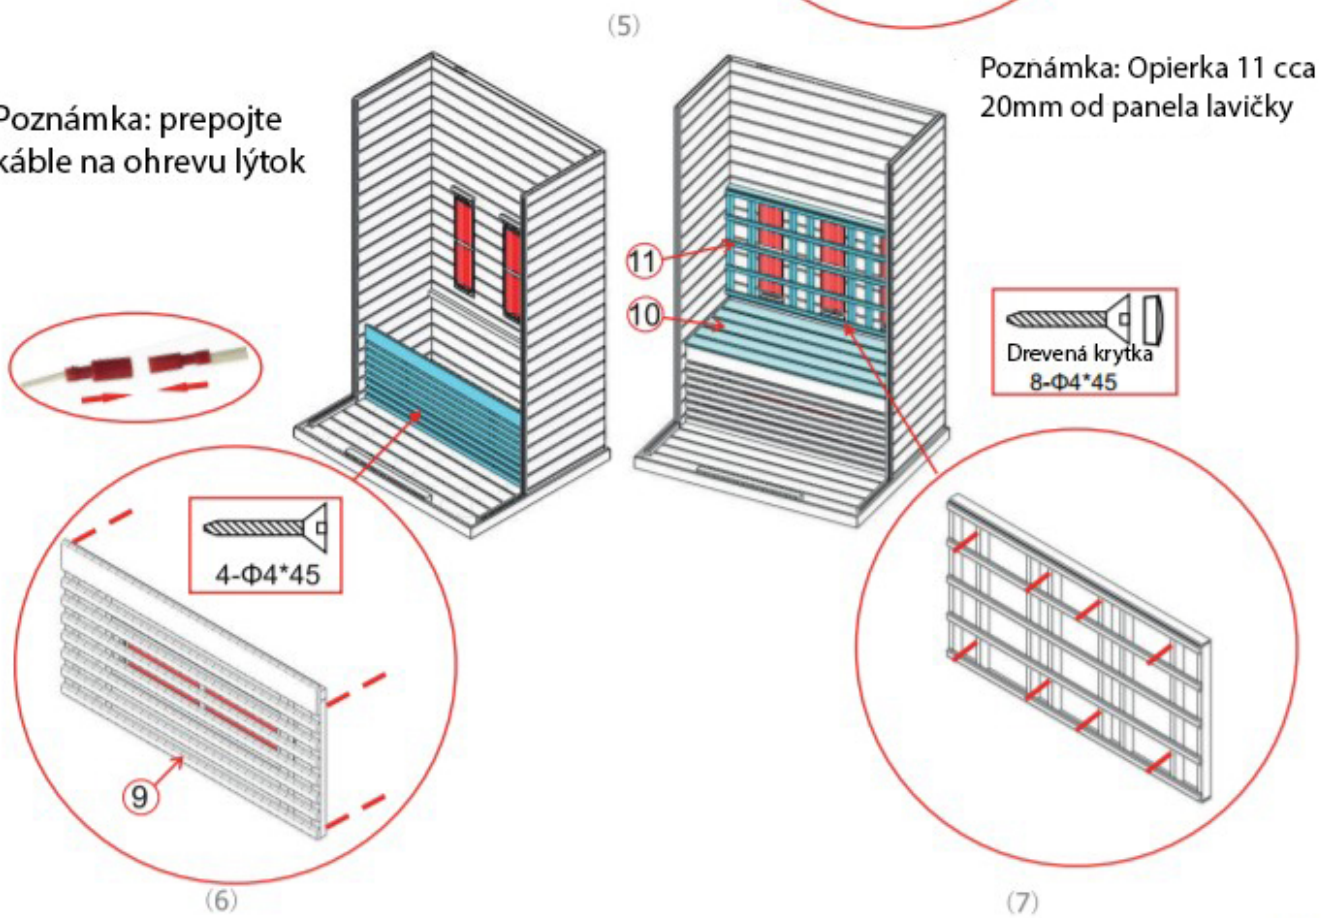 (5)
Poznámka: prepojte
káble na ohrevu lýtok
Poznámka: Opierka 11 cca
20mm od panela lavičky
11
10
Drevená krytka
8-Φ4*45
4-Φ4*45
9
(6)
(7)